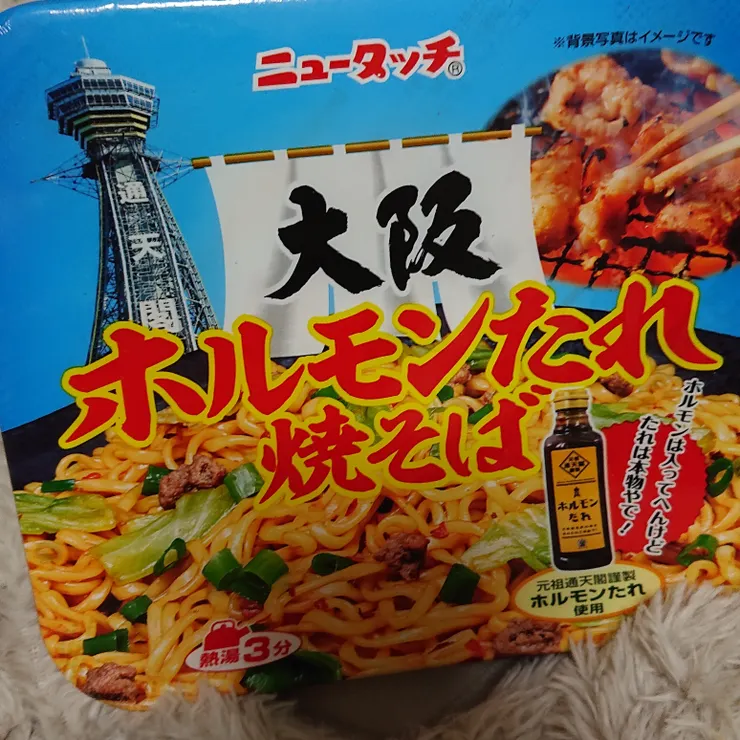 ニュータッチ®
※背景写真はイメージです
通天閣
大阪
ホルモンたれ
焼そば
ホルモンは入ってへんけど
たれは本物やで!
ホルモン
たれ
元祖通天閣謹製
ホルモンたれ
使用
熱湯3分